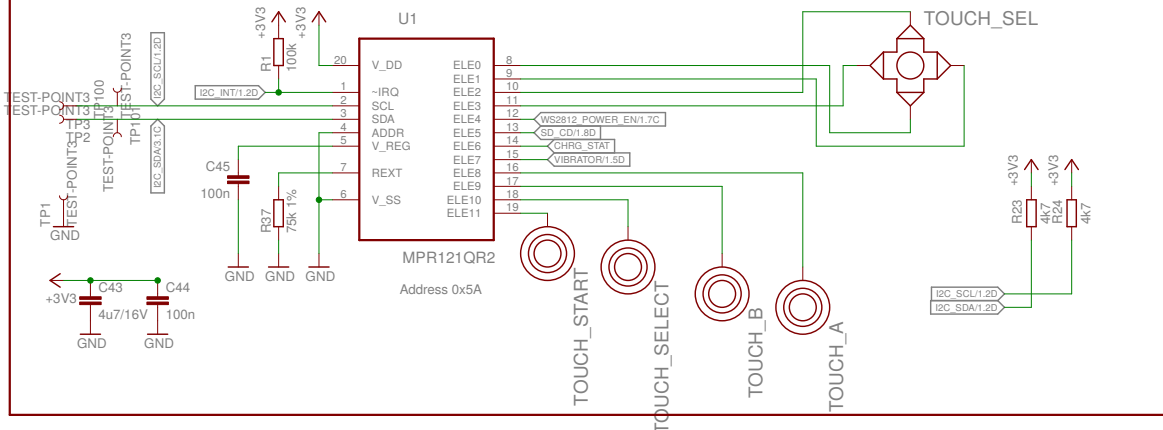 U1
TOUCH_SEL
+3V3
+3V3
R1
100k
I2C_SCL/1.2D
TEST-POINT3
TP100
TEST-POINT3
TEST-POINT3
TP3
TP2
TP101
TEST-POINT3
I2C_SDA/3.1C
I2C_INT/1.2D
20 V_DD
1 ~IRQ
2 SCL
3 SDA
4 ADDR
5 V_REG
7 REXT
6 V_SS
ELE0 8
ELE1 9
ELE2 10
ELE3 11
ELE4 12
ELE5 13
ELE6 14
ELE7 15
ELE8 16
ELE9 17
ELE10 18
ELE11 19
WS2812_POWER_EN/1.7C
SD_CD/1.8D
CHRG_STAT
VIBRATOR/1.5D
C45
100n
R37
75k 1%
TP1
TEST-POINT3
GND
GND
GND
GND
MPR121QR2
Address 0x5A
+3V3
C43
4u7/16V
C44
100n
GND
GND
TOUCH_START
TOUCH_SELECT
TOUCH_B
TOUCH_A
+3V3
+3V3
R23
4k7
R24
4k7
I2C_SCL/1.2D
I2C_SDA/1.2D